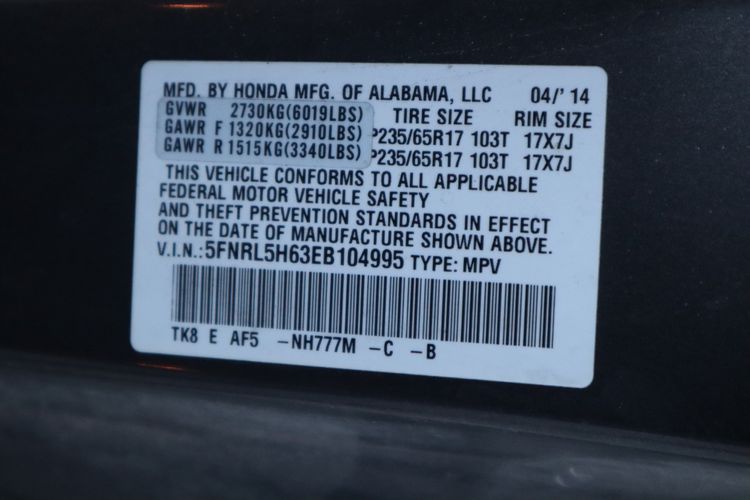 MFD. BY HONDA MFG. OF ALABAMA, LLC 04/' 14
GVWR 2730KG(6019LBS) TIRE SIZE RIM SIZE
GAWR F 1320KG(2910LBS) P235/65R17 103T 17X7J
GAWR R 1515KG(3340LBS) P235/65R17 103T 17X7J
THIS VEHICLE CONFORMS TO ALL APPLICABLE
FEDERAL MOTOR VEHICLE SAFETY
AND THEFT PREVENTION STANDARDS IN EFFECT
ON THE DATE OF MANUFACTURE SHOWN ABOVE.
V.I.N.:5FNRL5H63EB104995 TYPE: MPV
TK8 E AF5 -NH777M -C -B